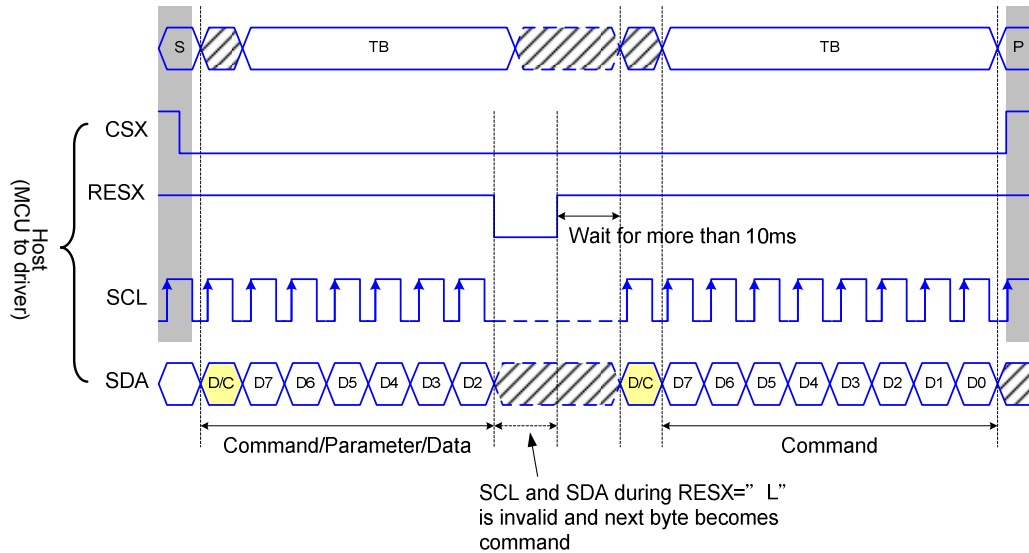 S TB TB P
CSX
RESX
Wait for more than 10ms
Host
(MCU to driver)
SCL
SDA D/C D7 D6 D5 D4 D3 D2 D/C D7 D6 D5 D4 D3 D2 D1 D0
Command/Parameter/Data Command
SCL and SDA during RESX=” L”
is invalid and next byte becomes
command